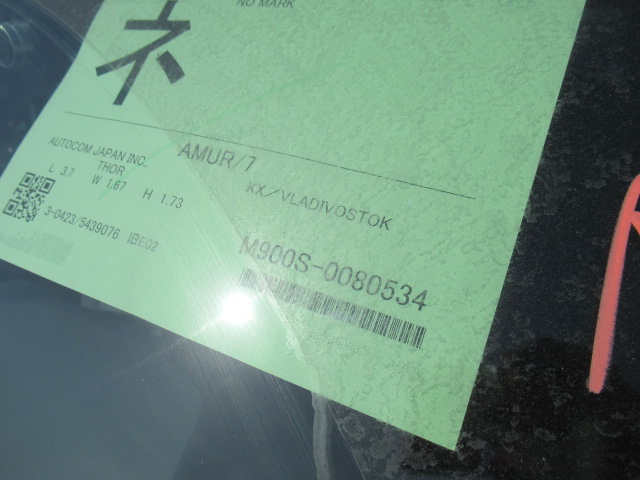 NO MARK
ネ
AMUR/7
KX/VLADIVOSTOK
AUTOCOM JAPAN INC.
THOR
L 3.7 W 1.67 H 1.73
3-0423/5439076 IBE02
M900S-0080534